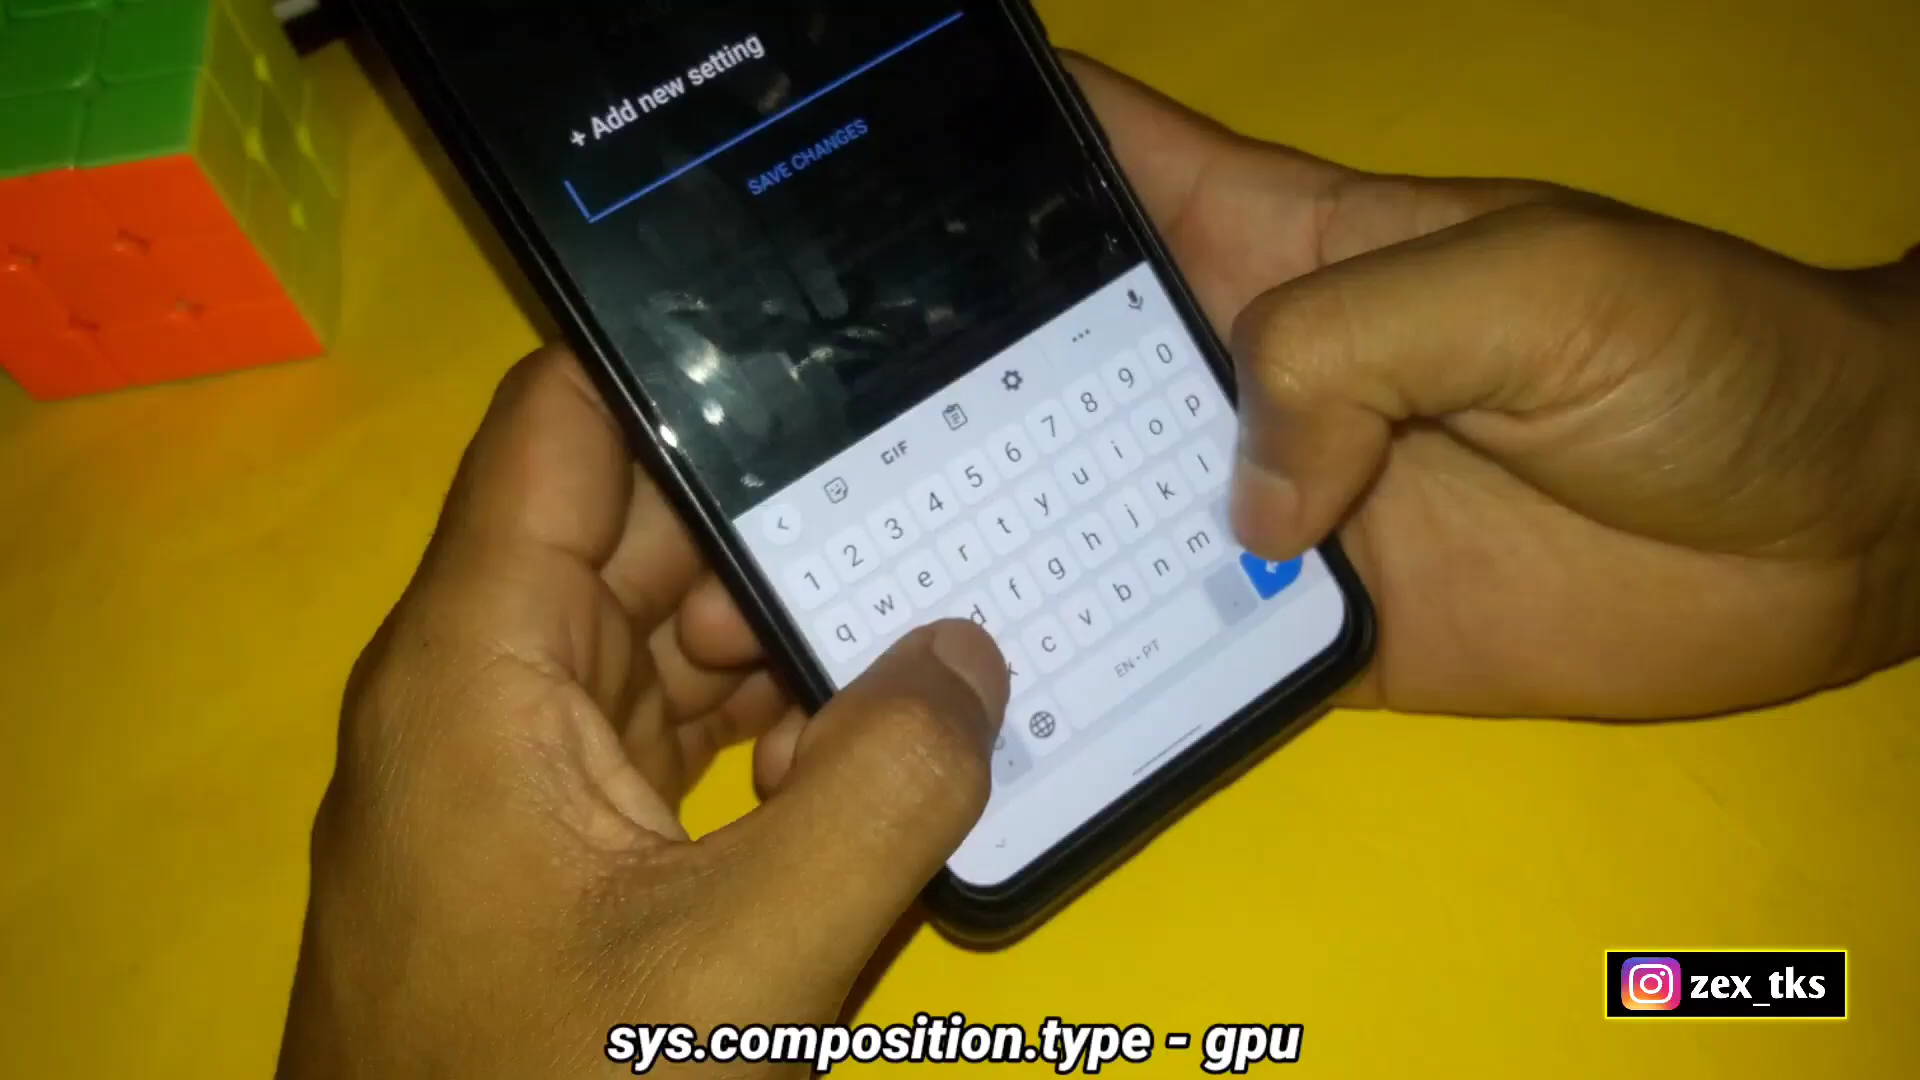 + Add new setting
SAVE CHANGES
GIF
1 2 3 4 5 6 7 8 9 0
q w e r t y u i o p
d f g h j k l
x c v b n m
, EN • PT .
zex_tks
sys.composition.type - gpu